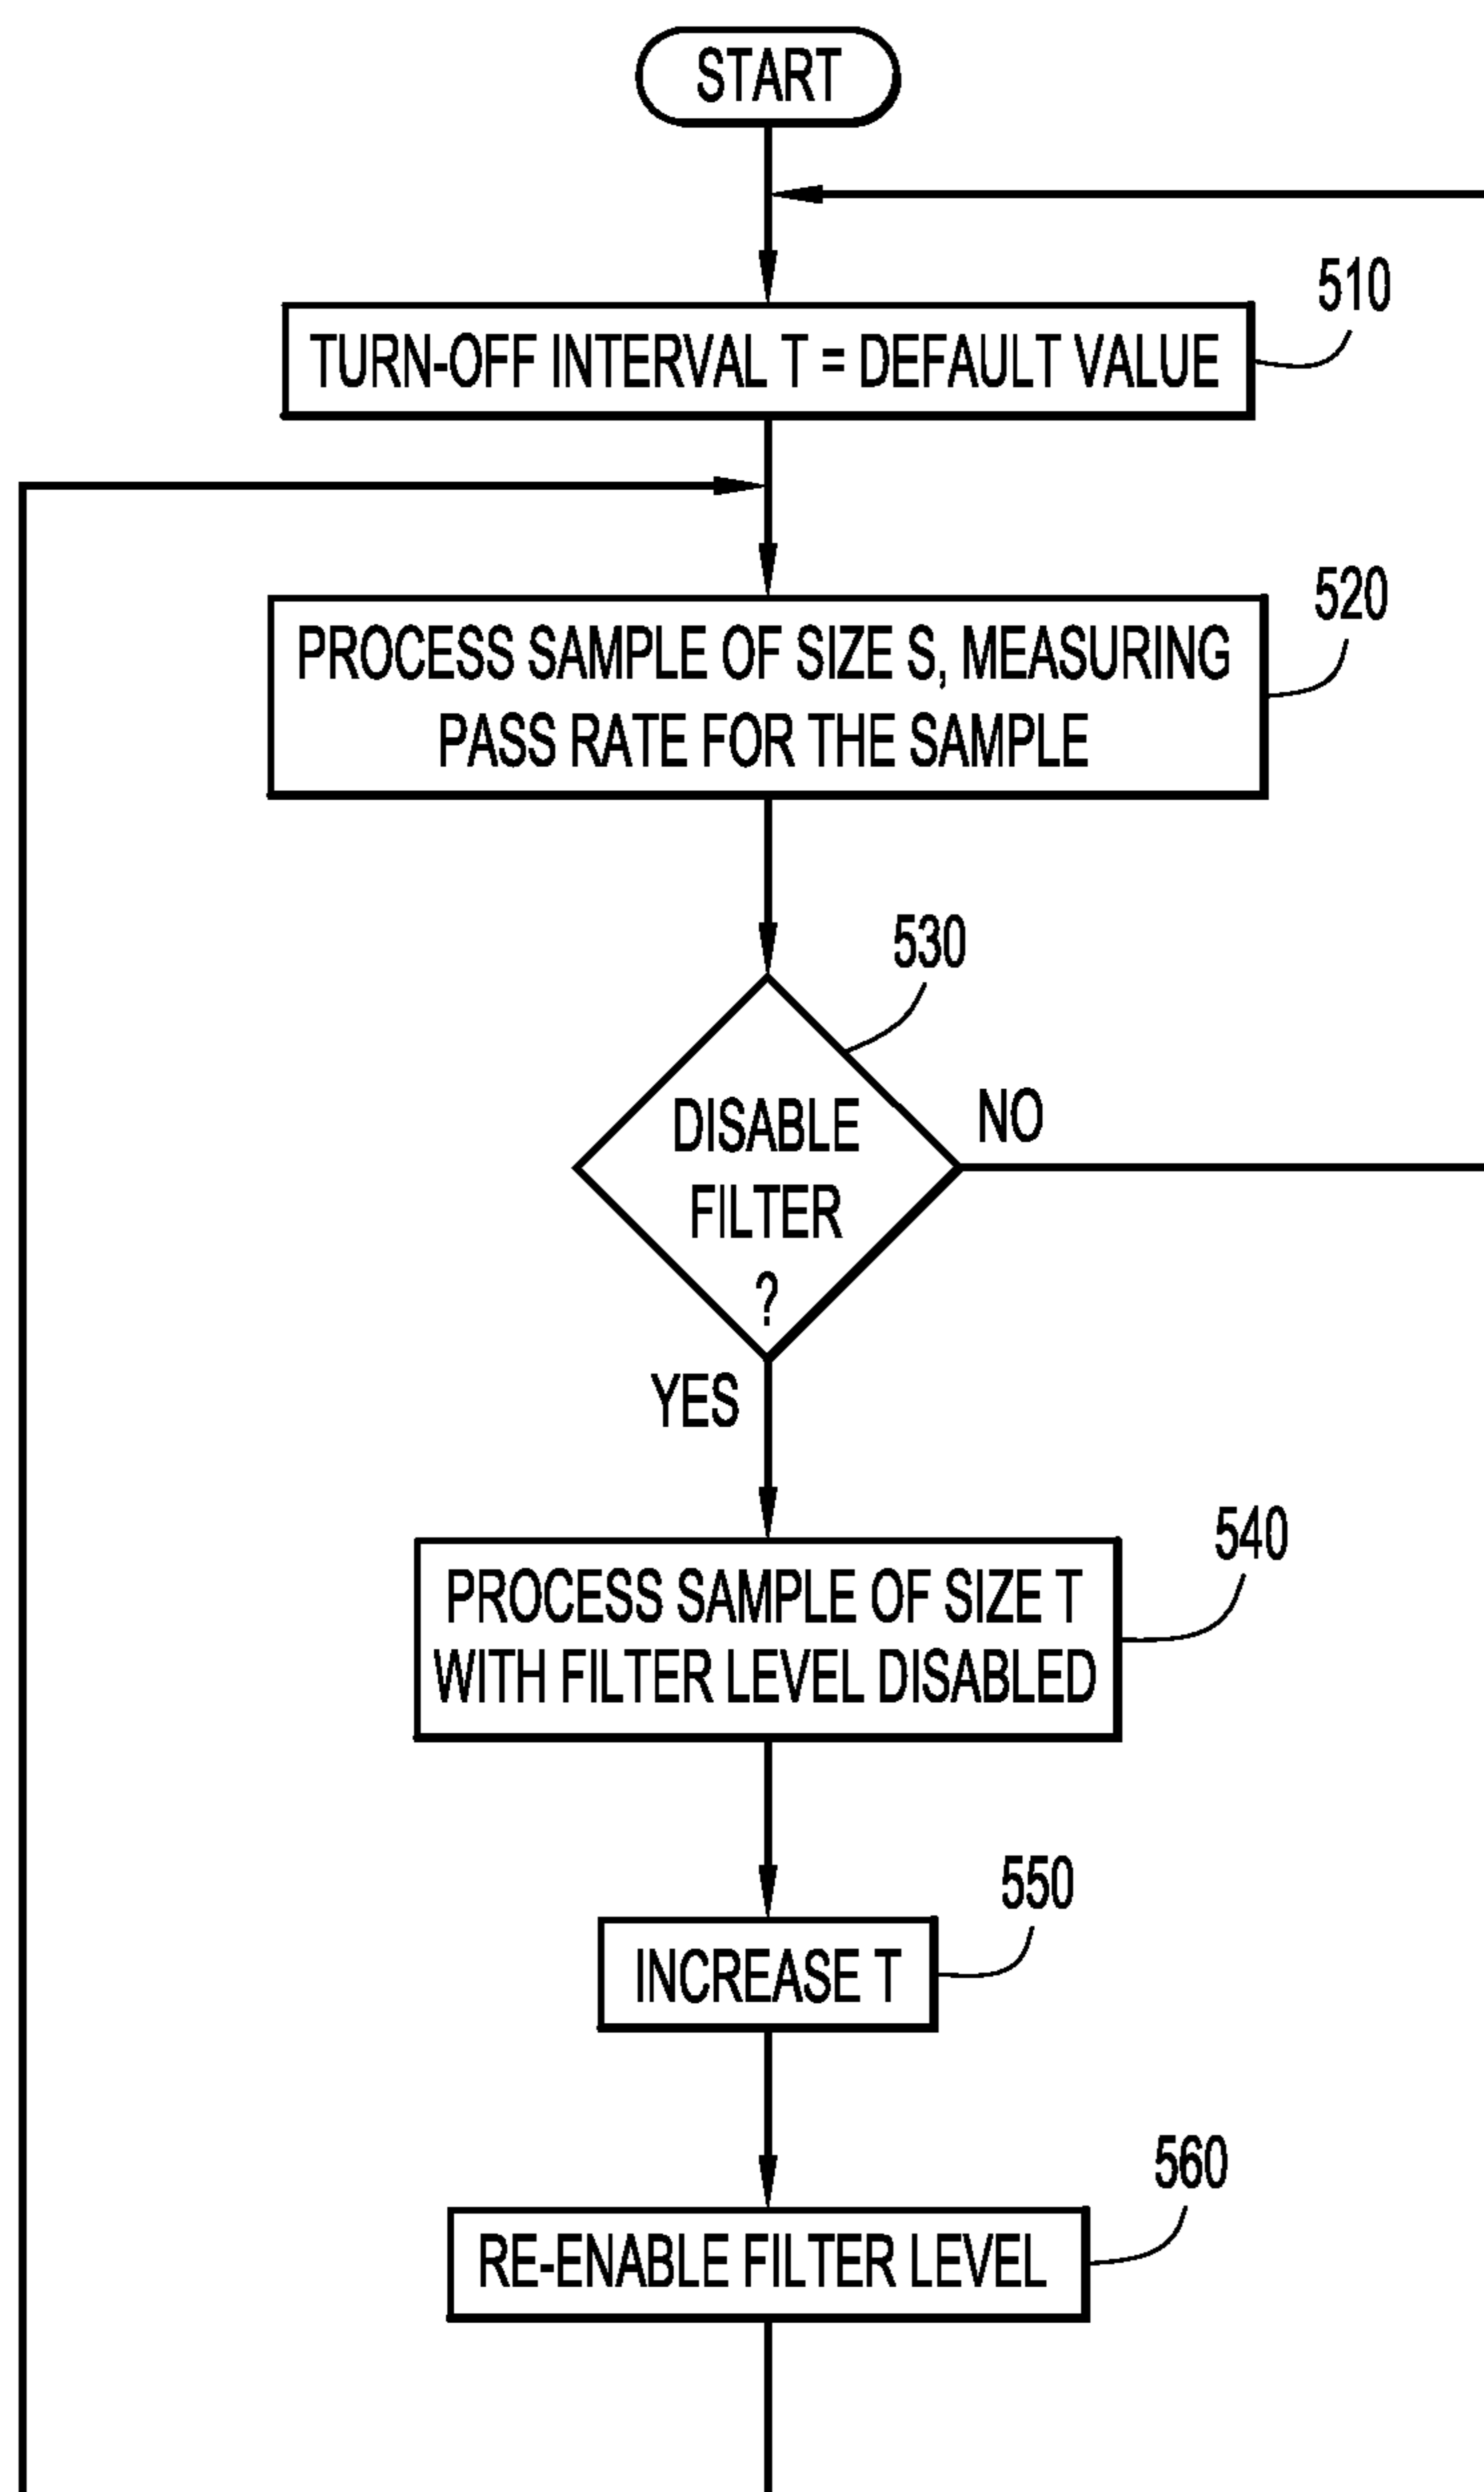 START
510
TURN-OFF INTERVAL T = DEFAULT VALUE
520
PROCESS SAMPLE OF SIZE S, MEASURING
PASS RATE FOR THE SAMPLE
530
DISABLE
FILTER
?
NO
YES
540
PROCESS SAMPLE OF SIZE T
WITH FILTER LEVEL DISABLED
550
INCREASE T
560
RE-ENABLE FILTER LEVEL